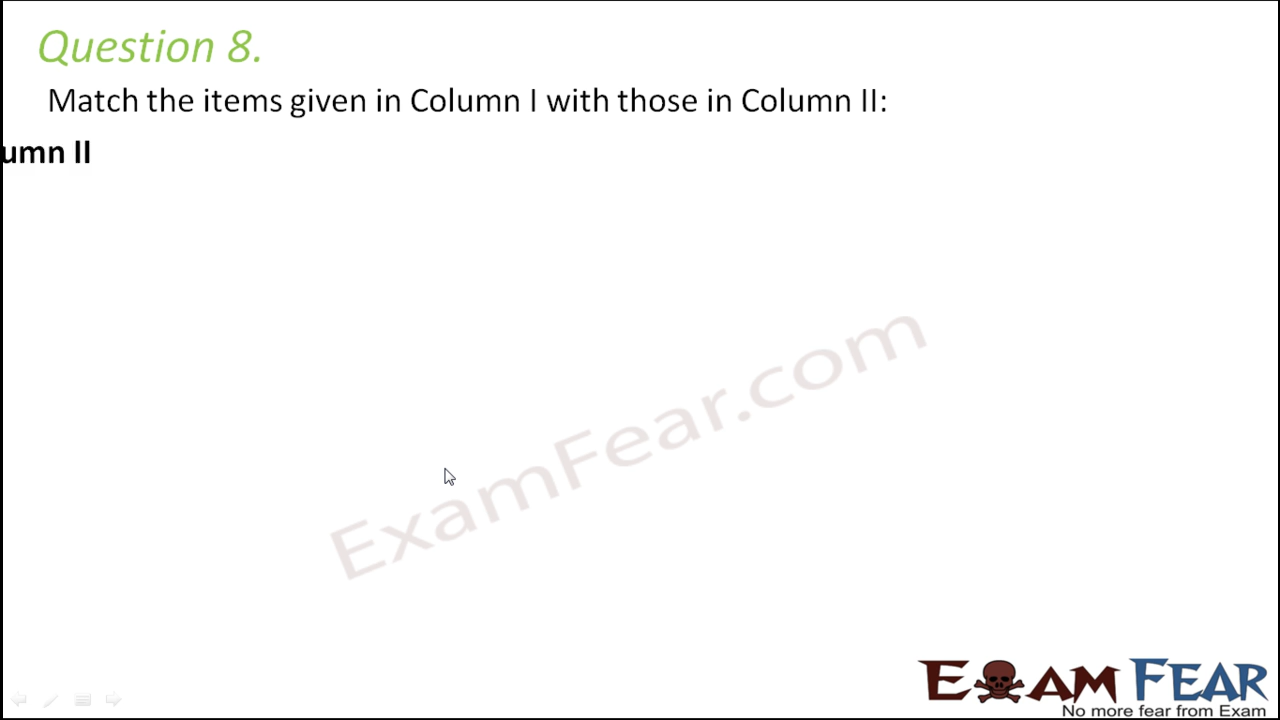 Question 8.
Match the items given in Column I with those in Column II:
umn II
ExamFear.com
EXAM FEAR
No more fear from Exam